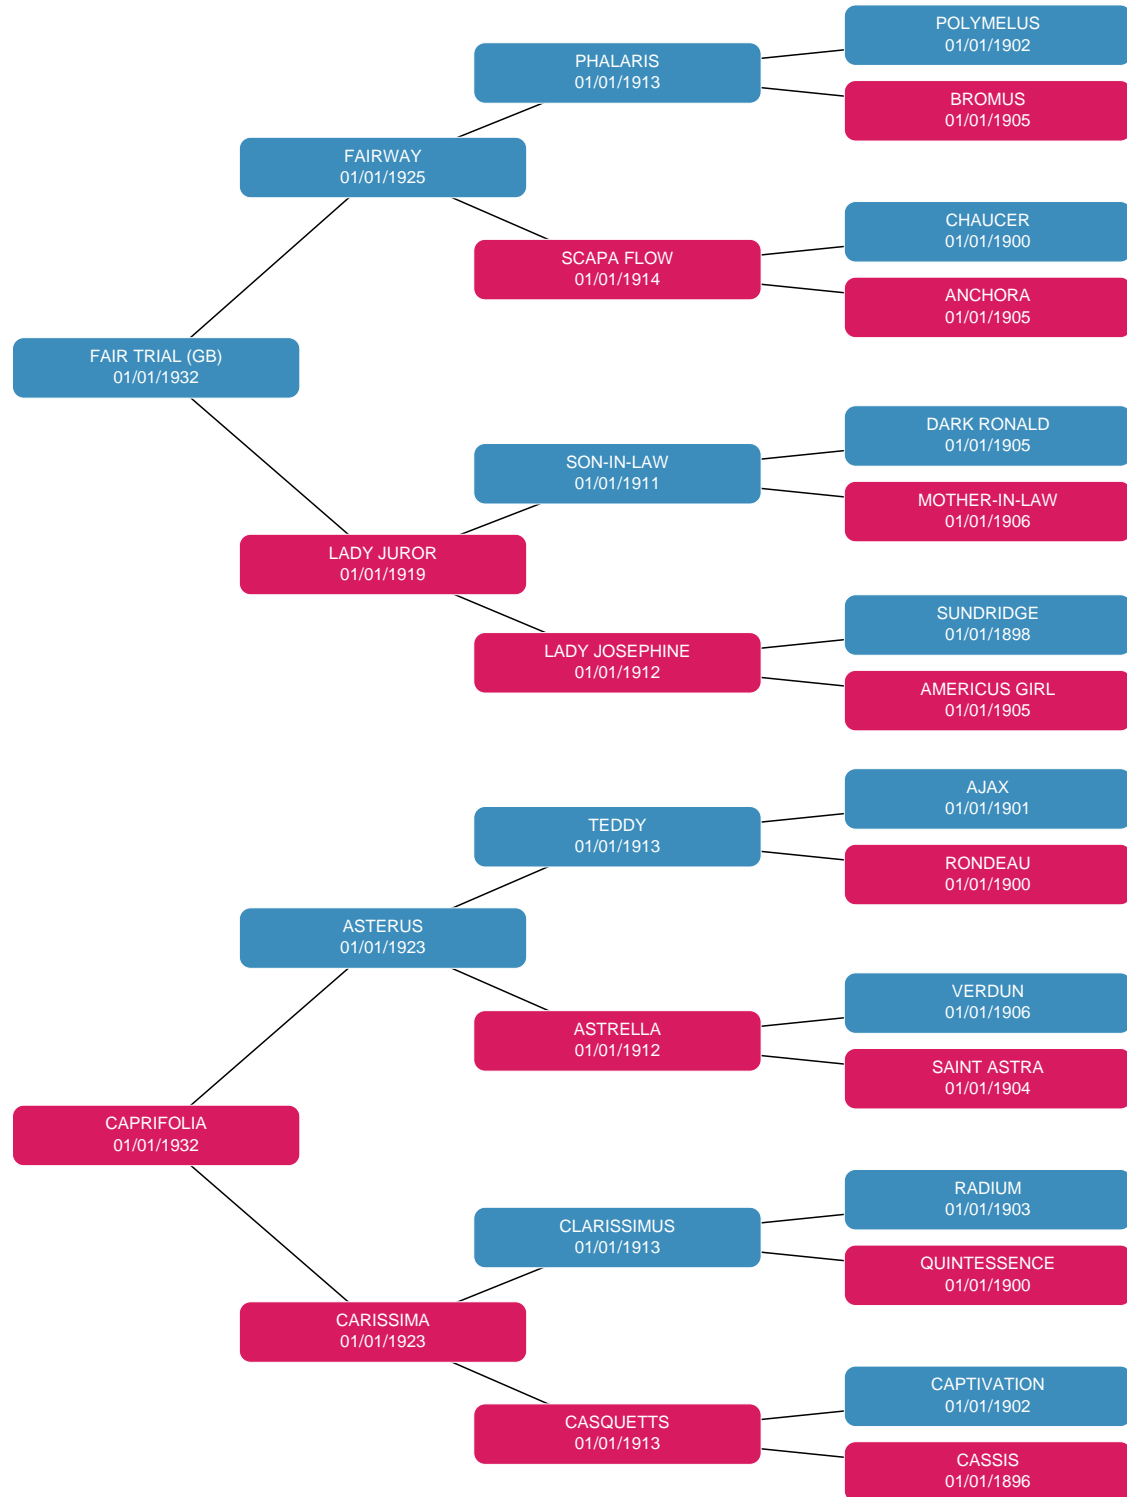 POLYMELUS
01/01/1902
PHALARIS
01/01/1913
BROMUS
01/01/1905
FAIRWAY
01/01/1925
CHAUCER
01/01/1900
SCAPA FLOW
01/01/1914
ANCHORA
01/01/1905
FAIR TRIAL (GB)
01/01/1932
DARK RONALD
01/01/1905
SON-IN-LAW
01/01/1911
MOTHER-IN-LAW
01/01/1906
LADY JUROR
01/01/1919
SUNDRIDGE
01/01/1898
LADY JOSEPHINE
01/01/1912
AMERICUS GIRL
01/01/1905
AJAX
01/01/1901
TEDDY
01/01/1913
RONDEAU
01/01/1900
ASTERUS
01/01/1923
VERDUN
01/01/1906
ASTRELLA
01/01/1912
SAINT ASTRA
01/01/1904
CAPRIFOLIA
01/01/1932
RADIUM
01/01/1903
CLARISSIMUS
01/01/1913
QUINTESSENCE
01/01/1900
CARISSIMA
01/01/1923
CAPTIVATION
01/01/1902
CASQUETTS
01/01/1913
CASSIS
01/01/1896